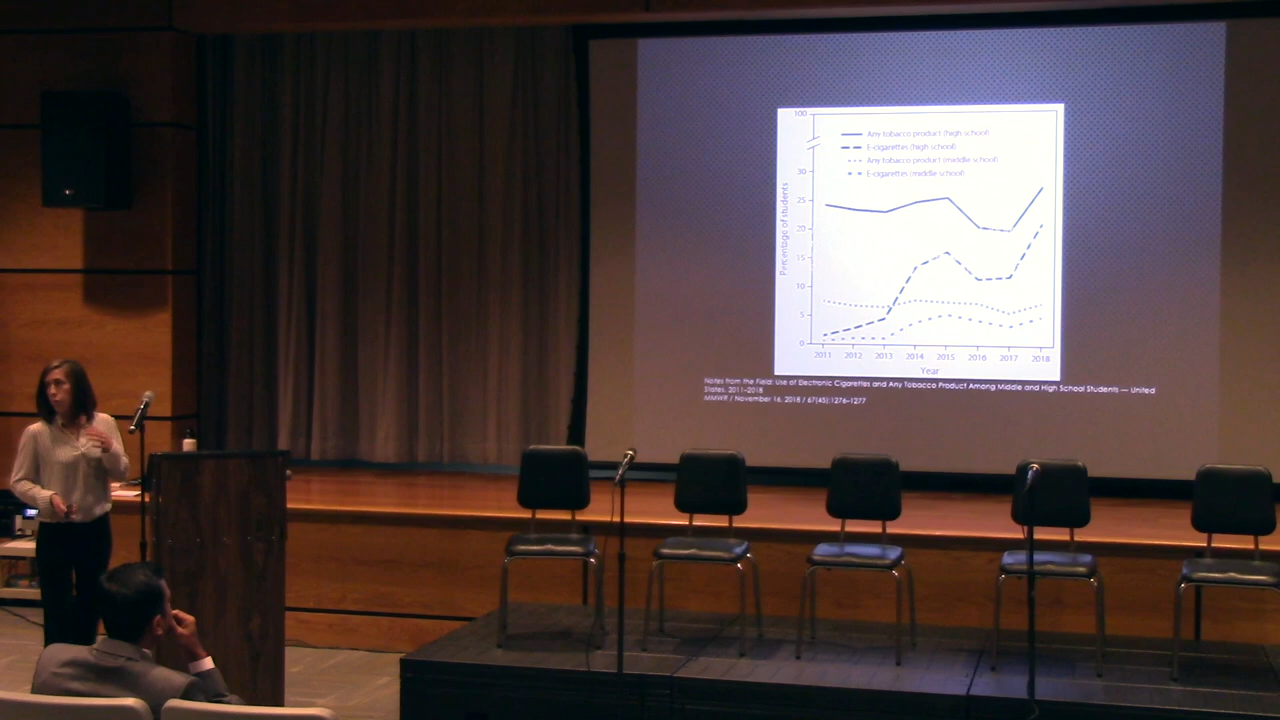 100
Any tobacco product (high school)
E-cigarettes (high school)
Any tobacco product (middle school)
E-cigarettes (middle school)
30
25
20
15
10
5
0
Percentage of students
2011 2012 2013 2014 2015 2016 2017 2018
Year
Notes from the Field: Use of Electronic Cigarettes and Any Tobacco Product Among Middle and High School Students — United
States, 2011–2018
MMWR / November 16, 2018 / 67(45);1276–1277